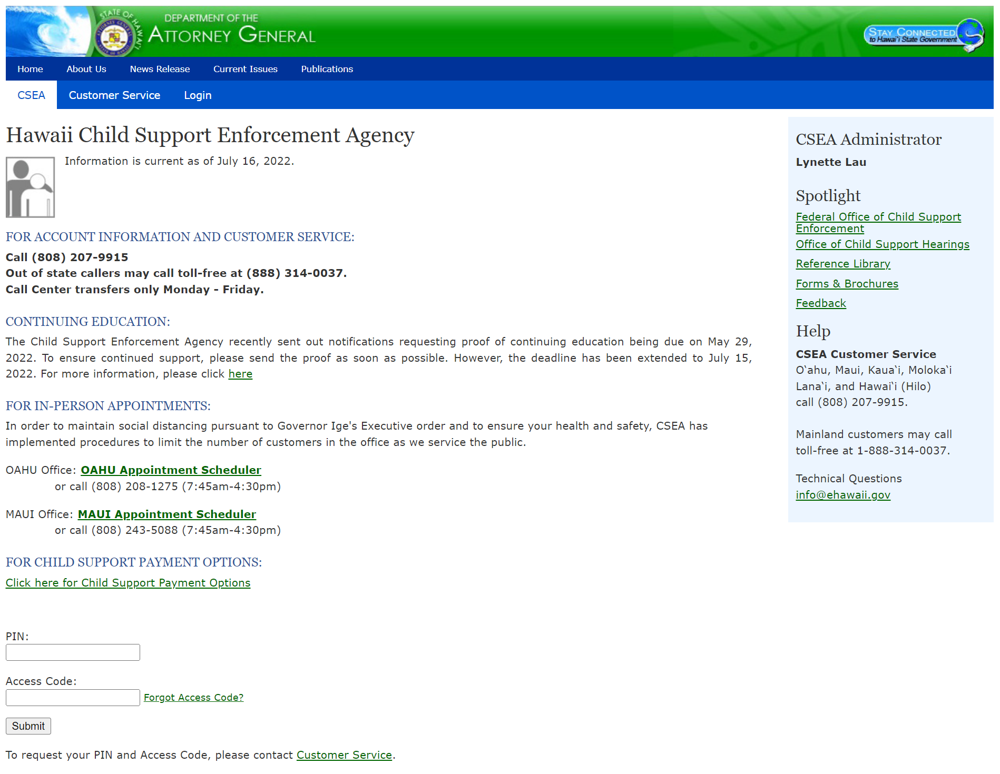 STATE OF HAWAI'I
ATTORNEY GENERAL
STATE OF HAWAII
DEPARTMENT OF THE
ATTORNEY GENERAL
STAY CONNECTED
to Hawai'i State Government
Home About Us News Release Current Issues Publications
CSEA Customer Service Login
Hawaii Child Support Enforcement Agency
Information is current as of July 16, 2022.
FOR ACCOUNT INFORMATION AND CUSTOMER SERVICE:
Call (808) 207-9915
Out of state callers may call toll-free at (888) 314-0037.
Call Center transfers only Monday - Friday.
CONTINUING EDUCATION:
The Child Support Enforcement Agency recently sent out notifications requesting proof of continuing education being due on May 29,
2022. To ensure continued support, please send the proof as soon as possible. However, the deadline has been extended to July 15,
2022. For more information, please click here
FOR IN-PERSON APPOINTMENTS:
In order to maintain social distancing pursuant to Governor Ige's Executive order and to ensure your health and safety, CSEA has
implemented procedures to limit the number of customers in the office as we service the public.
OAHU Office: OAHU Appointment Scheduler
or call (808) 208-1275 (7:45am-4:30pm)
MAUI Office: MAUI Appointment Scheduler
or call (808) 243-5088 (7:45am-4:30pm)
FOR CHILD SUPPORT PAYMENT OPTIONS:
Click here for Child Support Payment Options
PIN:
Access Code:
Forgot Access Code?
Submit
To request your PIN and Access Code, please contact Customer Service.
CSEA Administrator
Lynette Lau
Spotlight
Federal Office of Child Support
Enforcement
Office of Child Support Hearings
Reference Library
Forms & Brochures
Feedback
Help
CSEA Customer Service
O‛ahu, Maui, Kaua‛i, Moloka‛i
Lana‛i, and Hawai‛i (Hilo)
call (808) 207-9915.
Mainland customers may call
toll-free at 1-888-314-0037.
Technical Questions
info@ehawaii.gov